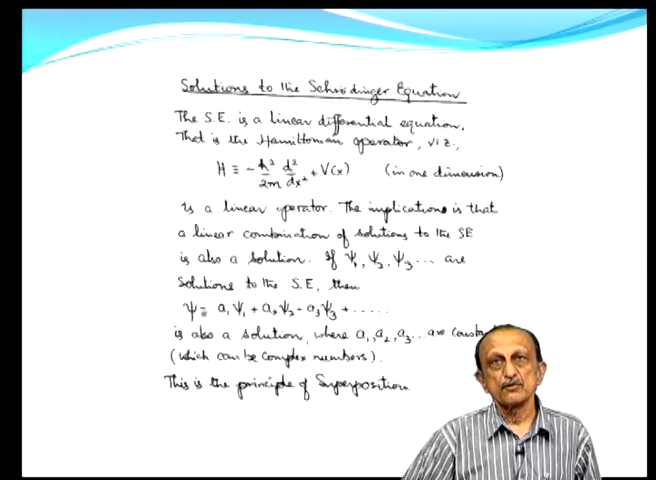 Solutions to the Schrödinger Equation
The S.E. is a linear differential equation.
That is the Hamiltonian operator, viz.,
H ≡ -ħ²/2m d²/dx² + V(x) (in one dimension)
is a linear operator. The implications is that
a linear combination of solutions to the SE
is also a solution. If Ψ₁, Ψ₂, Ψ₃ ... are
Solutions to the S.E., then
Ψ = a₁Ψ₁ + a₂Ψ₂ - a₃Ψ₃ + .....
is also a solution, where a₁, a₂, a₃... are
(which can be complex numbers).
This is the principle of Superposition.